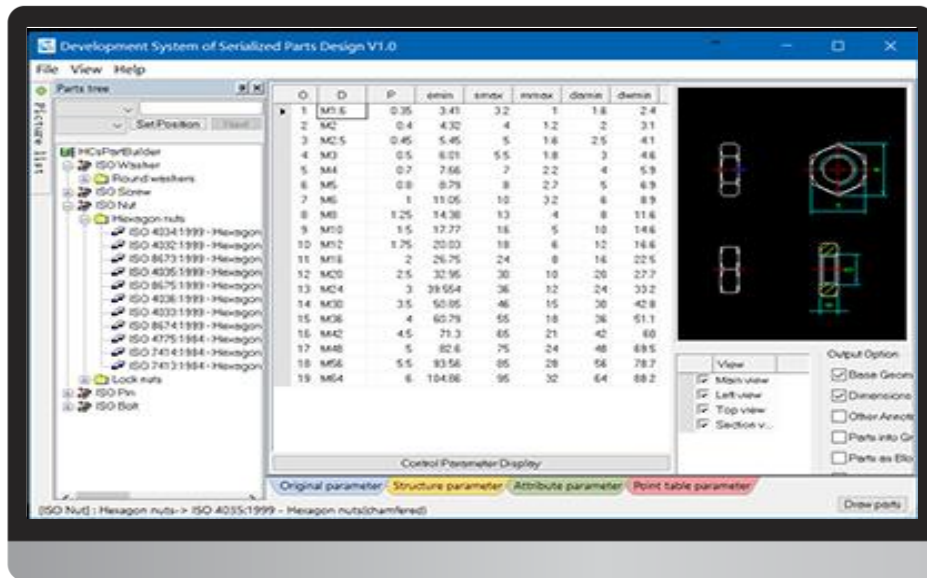 Development System of Serialized Parts Design V1.0
File View Help
Parts tree
Picture list
Set Position
HCsPartBuilder
ISO Washer
Round washers
ISO Screw
ISO Nut
Hexagon nuts
ISO 4034:1999 - Hexagon
ISO 4032:1999 - Hexagon
ISO 8673:1999 - Hexagon
ISO 4035:1999 - Hexagon
ISO 8675:1999 - Hexagon
ISO 4036:1999 - Hexagon
ISO 4033:1999 - Hexagon
ISO 8674:1999 - Hexagon
ISO 4775:1984 - Hexagon
ISO 7414:1984 - Hexagon
ISO 7413:1984 - Hexagon
Lock nuts
ISO Pin
ISO Bolt
O D P emin smax mmax damin dwmin
1 M1.6 0.35 3.41 3.2 1 1.6 2.4
2 M2 0.4 4.32 4 1.2 2 3.1
3 M2.5 0.45 5.45 5 1.6 2.5 4.1
4 M3 0.5 6.01 5.5 1.8 3 4.6
5 M4 0.7 7.66 7 2.2 4 5.9
6 M5 0.8 8.79 8 2.7 5 6.9
7 M6 1 11.05 10 3.2 6 8.9
8 M8 1.25 14.38 13 4 8 11.6
9 M10 1.5 17.77 16 5 10 14.6
10 M12 1.75 20.03 18 6 12 16.6
11 M16 2 26.75 24 8 16 22.5
12 M20 2.5 32.95 30 10 20 27.7
13 M24 3 39.554 36 12 24 33.2
14 M30 3.5 50.85 46 15 30 42.8
15 M36 4 60.79 55 18 36 51.1
16 M42 4.5 71.3 65 21 42 60
17 M48 5 82.6 75 24 48 69.5
18 M56 5.5 93.56 85 28 56 78.7
19 M64 6 104.86 95 32 64 88.2
Control Parameter Display
View
Main view
Left view
Top view
Section v...
Output Option
Base Geom
Dimensions
Other Annot
Parts into Gr
Parts as Blo
Original parameter Structure parameter Attribute parameter Point table parameter
[ISO Nut] : Hexagon nuts-> ISO 4035:1999 - Hexagon nuts(chamfered)
Draw parts